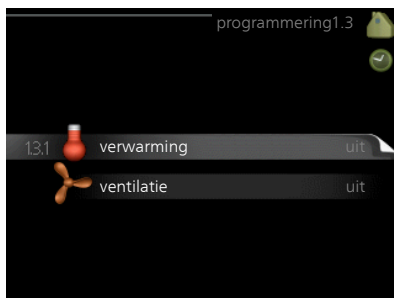 programmering1.3
1.3.1 verwarming uit
ventilatie uit